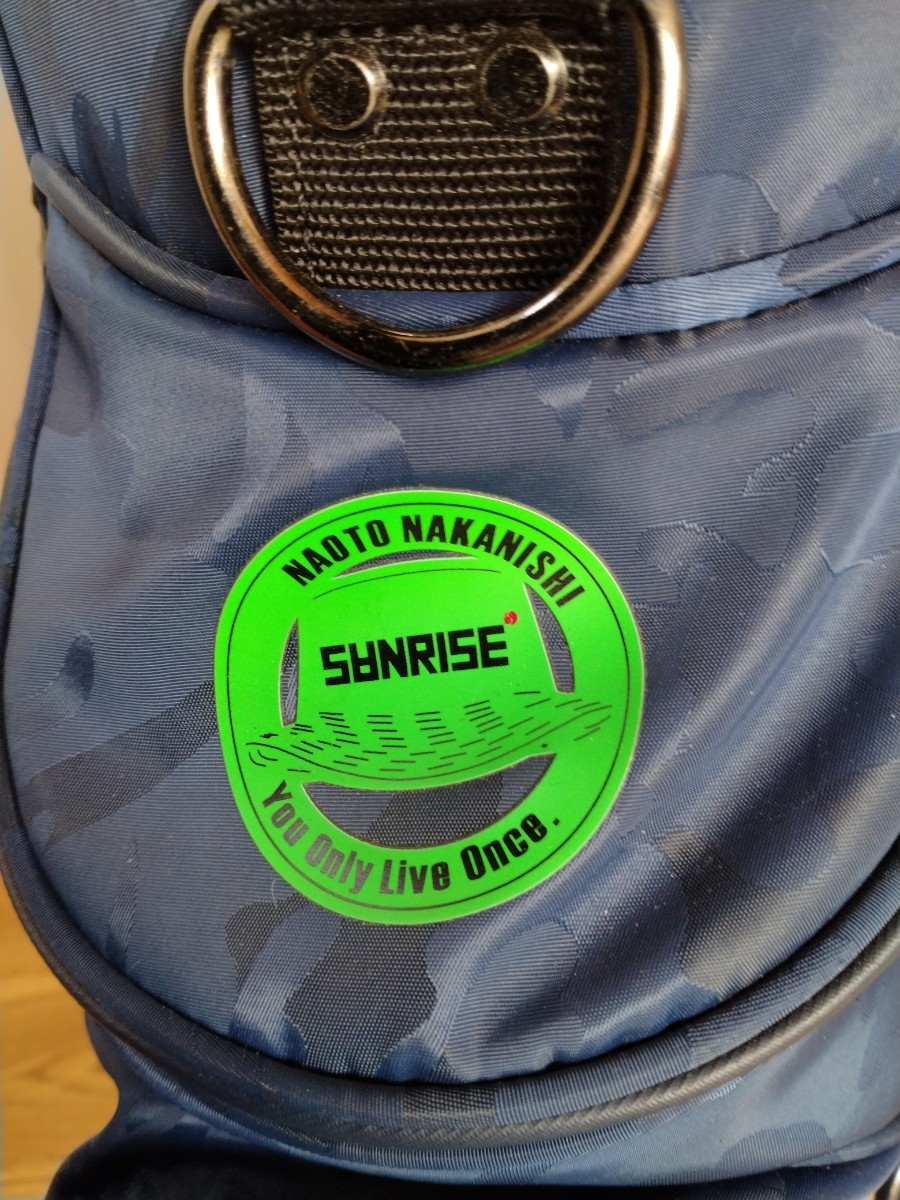 NAOTO NAKANISHI
SUNRISE
You Only Live Once.